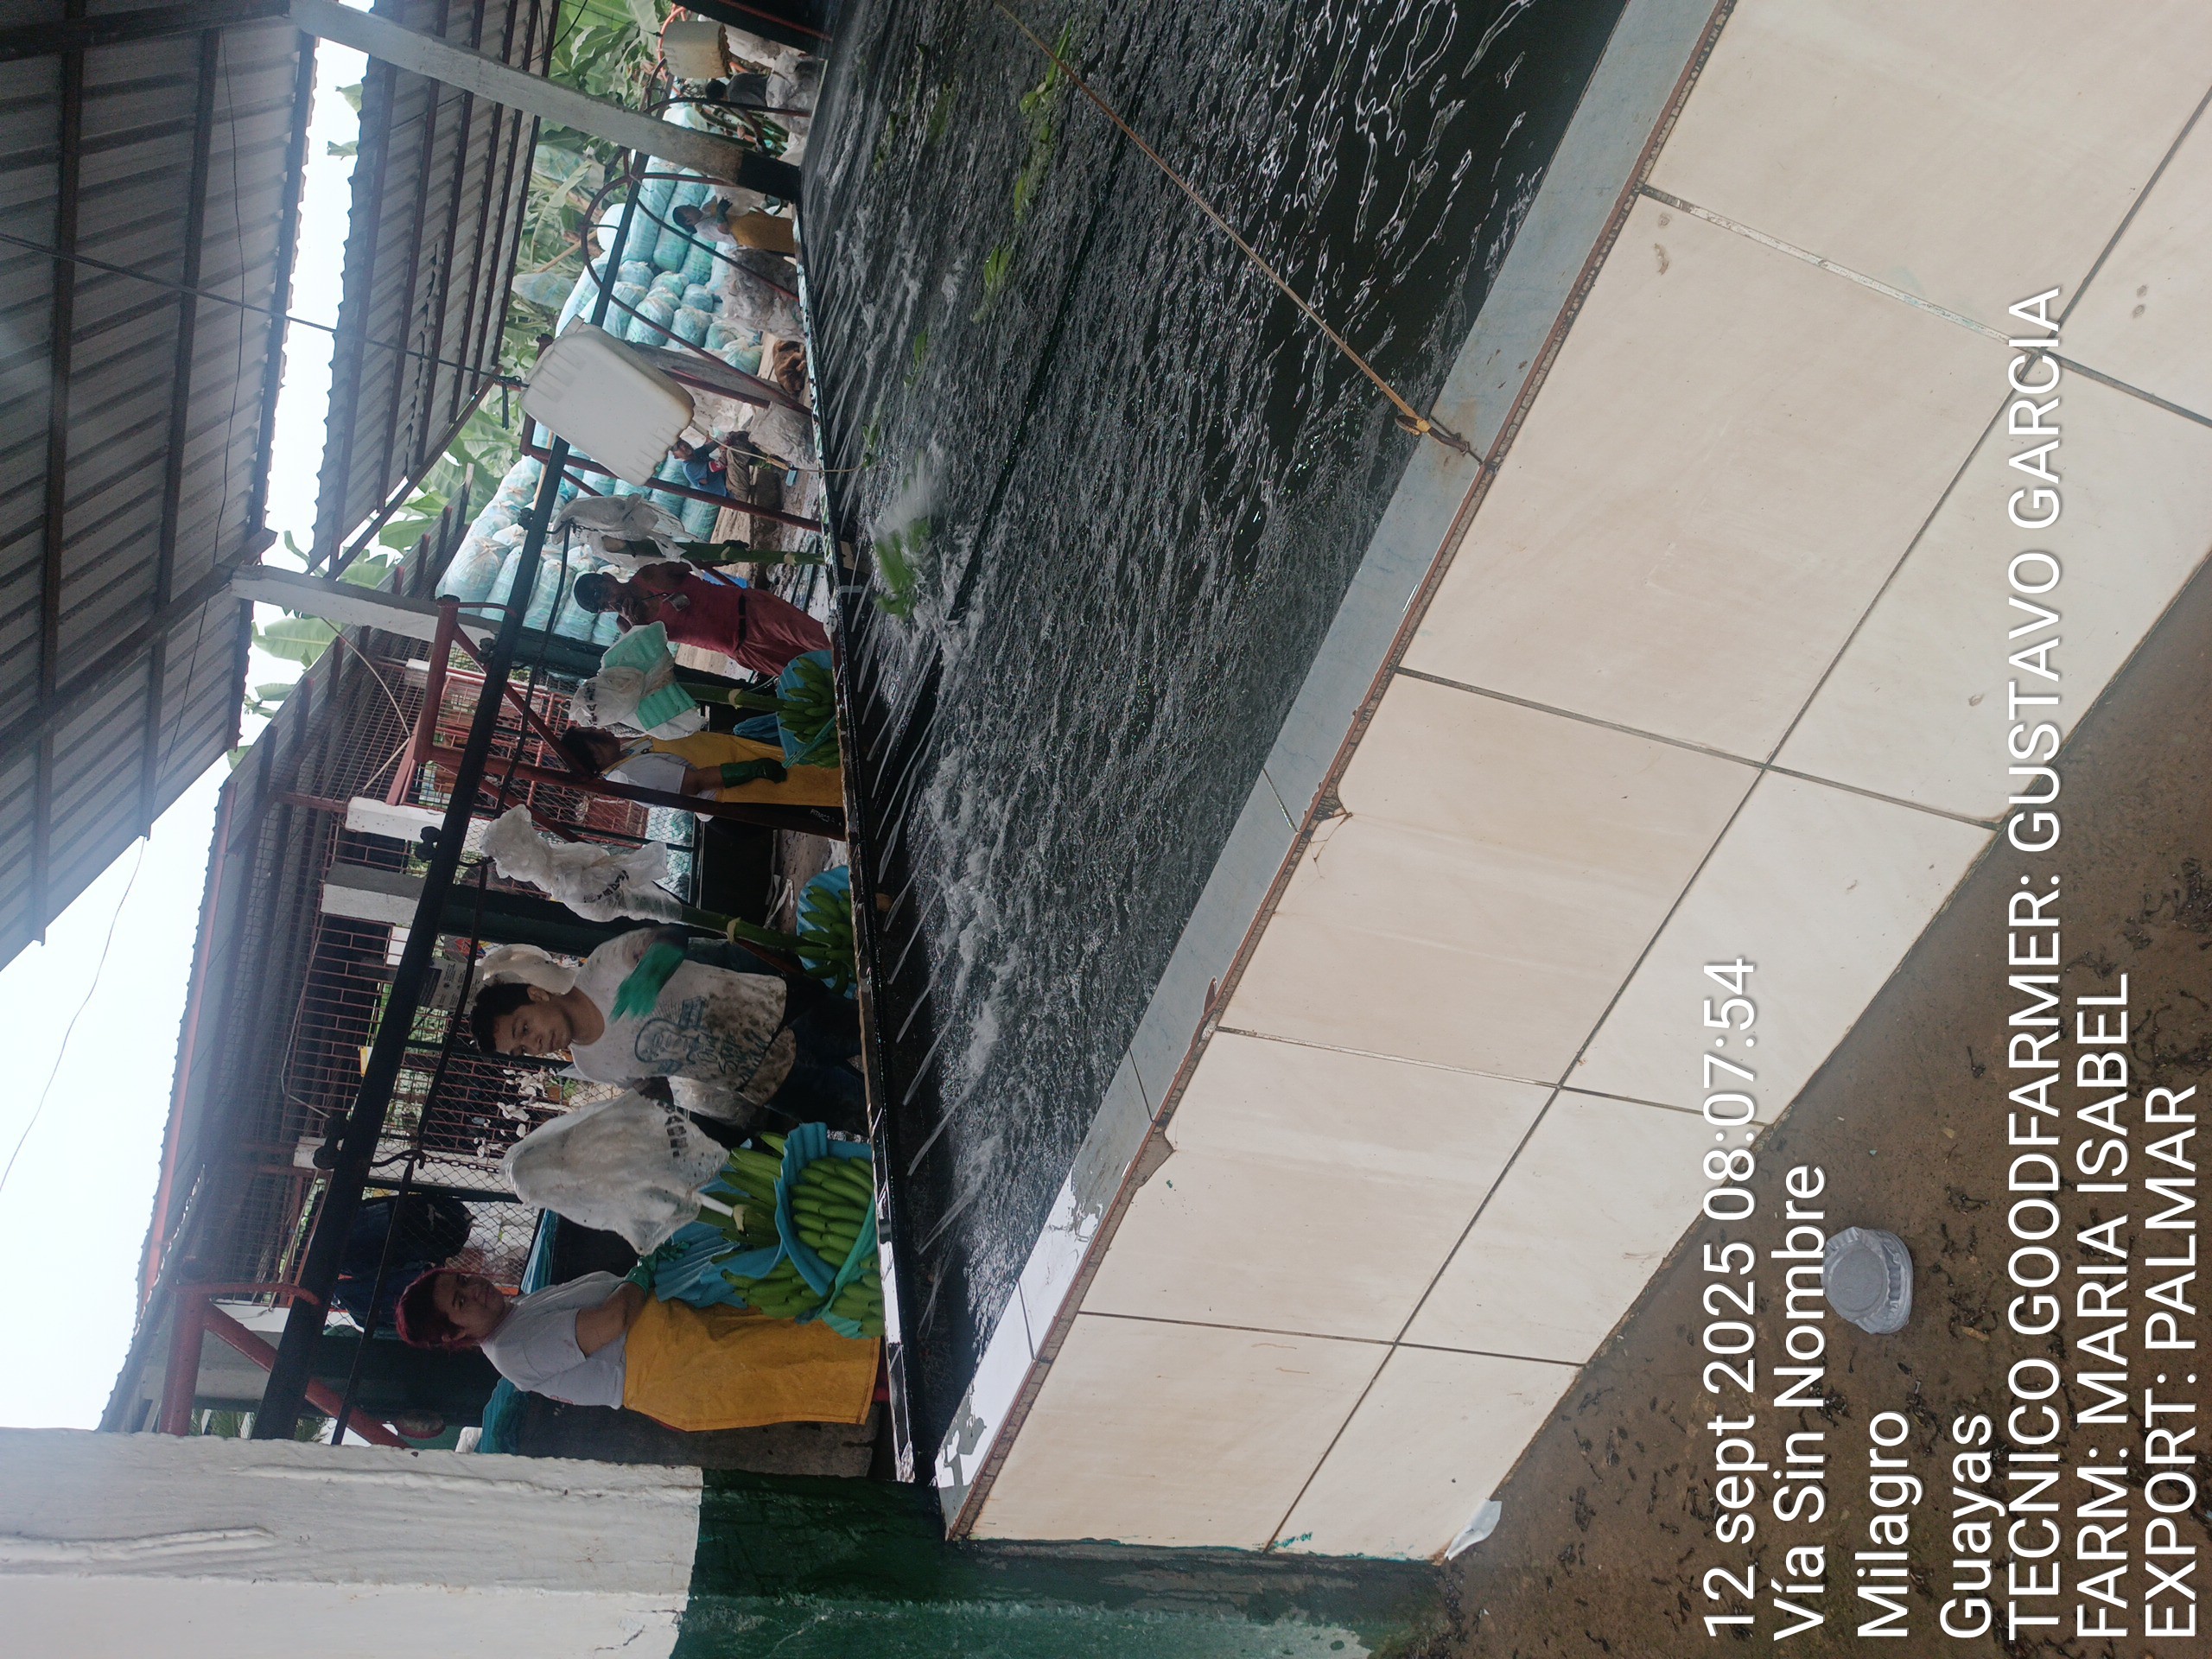 12 sept 2025 08:07:54
Vía Sin Nombre
Milagro
Guayas
TECNICO GOODFARMER: GUSTAVO GARCIA
FARM: MARIA ISABEL
EXPORT: PALMAR